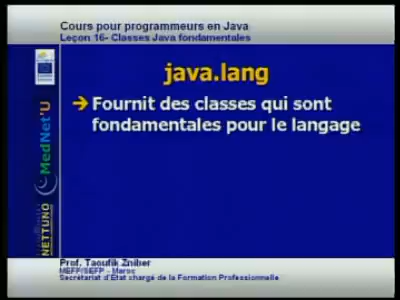 Cours pour programmeurs en Java
Leçon 16- Classes Java fondamentales
java.lang
➔ Fournit des classes qui sont
fondamentales pour le langage
MedNet'U
NETTUNO
Prof. Taoufik Zniber
MEFP/SEFP - Maroc
Secrétariat d'Etat chargé de la Formation Professionnelle